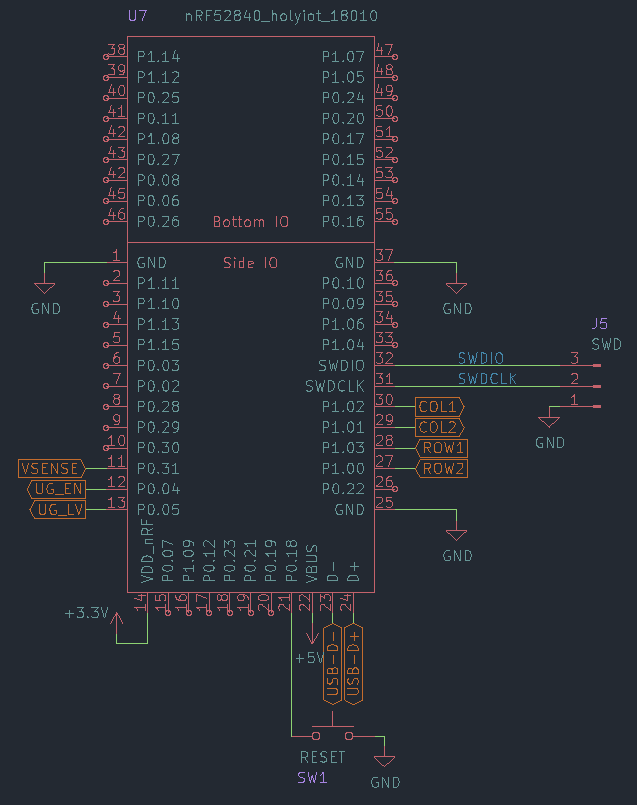 U7 nRF52840_holyiot_18010
38 P1.14 P1.07 47
39 P1.12 P1.05 48
40 P0.25 P0.24 49
41 P0.11 P0.20 50
42 P1.08 P0.17 51
43 P0.27 P0.15 52
42 P0.08 P0.14 53
45 P0.06 P0.13 54
46 P0.26 Bottom IO P0.16 55
1 GND Side IO GND 37
2 P1.11 P0.10 36
3 P1.10 P0.09 35
GND GND
4 P1.13 P1.06 34
5 P1.15 P1.04 33
J5
SWD
6 P0.03 SWDIO 32 SWDIO 3
7 P0.02 SWDCLK 31 SWDCLK 2
8 P0.28 P1.02 30 COL1 1
9 P0.29 P1.01 29 COL2
GND
10 P0.30 P1.03 28 ROW1
VSENSE 11 P0.31 P1.00 27 ROW2
UG_EN 12 P0.04 P0.22 26
UG_LV 13 P0.05 GND 25
GND
VDD_nRF P0.07 P1.09 P0.12 P0.23 P0.21 P0.19 P0.18 VBUS D- D+
14 15 16 17 18 19 20 21 22 23 24
+3.3V
+5V
USB-D- USB-D+
RESET
SW1
GND